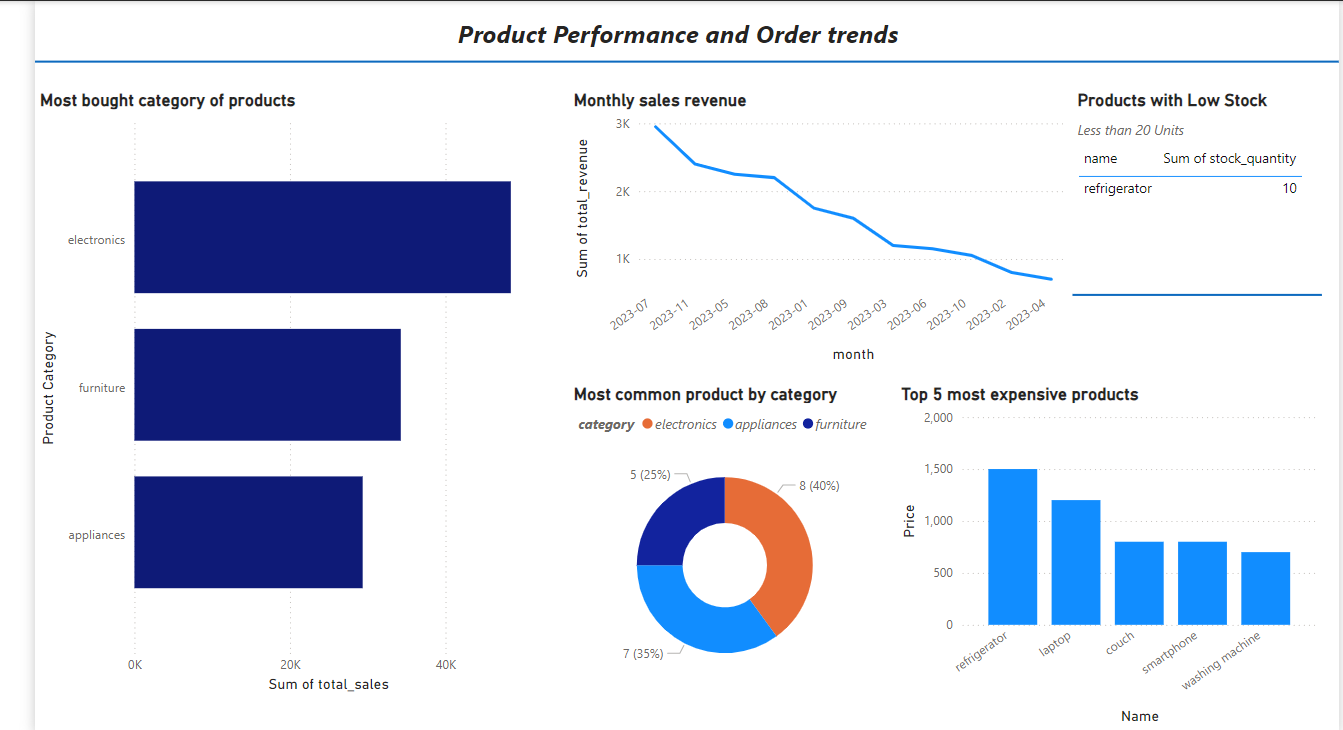 Product Performance and Order trends
Most bought category of products
Product Category
electronics
furniture
appliances
0K 20K 40K
Sum of total_sales
Monthly sales revenue
Sum of total_revenue
3K
2K
1K
2023-07 2023-11 2023-05 2023-08 2023-01 2023-09 2023-03 2023-06 2023-10 2023-02 2023-04
month
Products with Low Stock
Less than 20 Units
name Sum of stock_quantity
refrigerator 10
Most common product by category
category electronics appliances furniture
5 (25%)
8 (40%)
7 (35%)
Top 5 most expensive products
Price
2,000
1,500
1,000
500
0
refrigerator laptop couch smartphone washing machine
Name